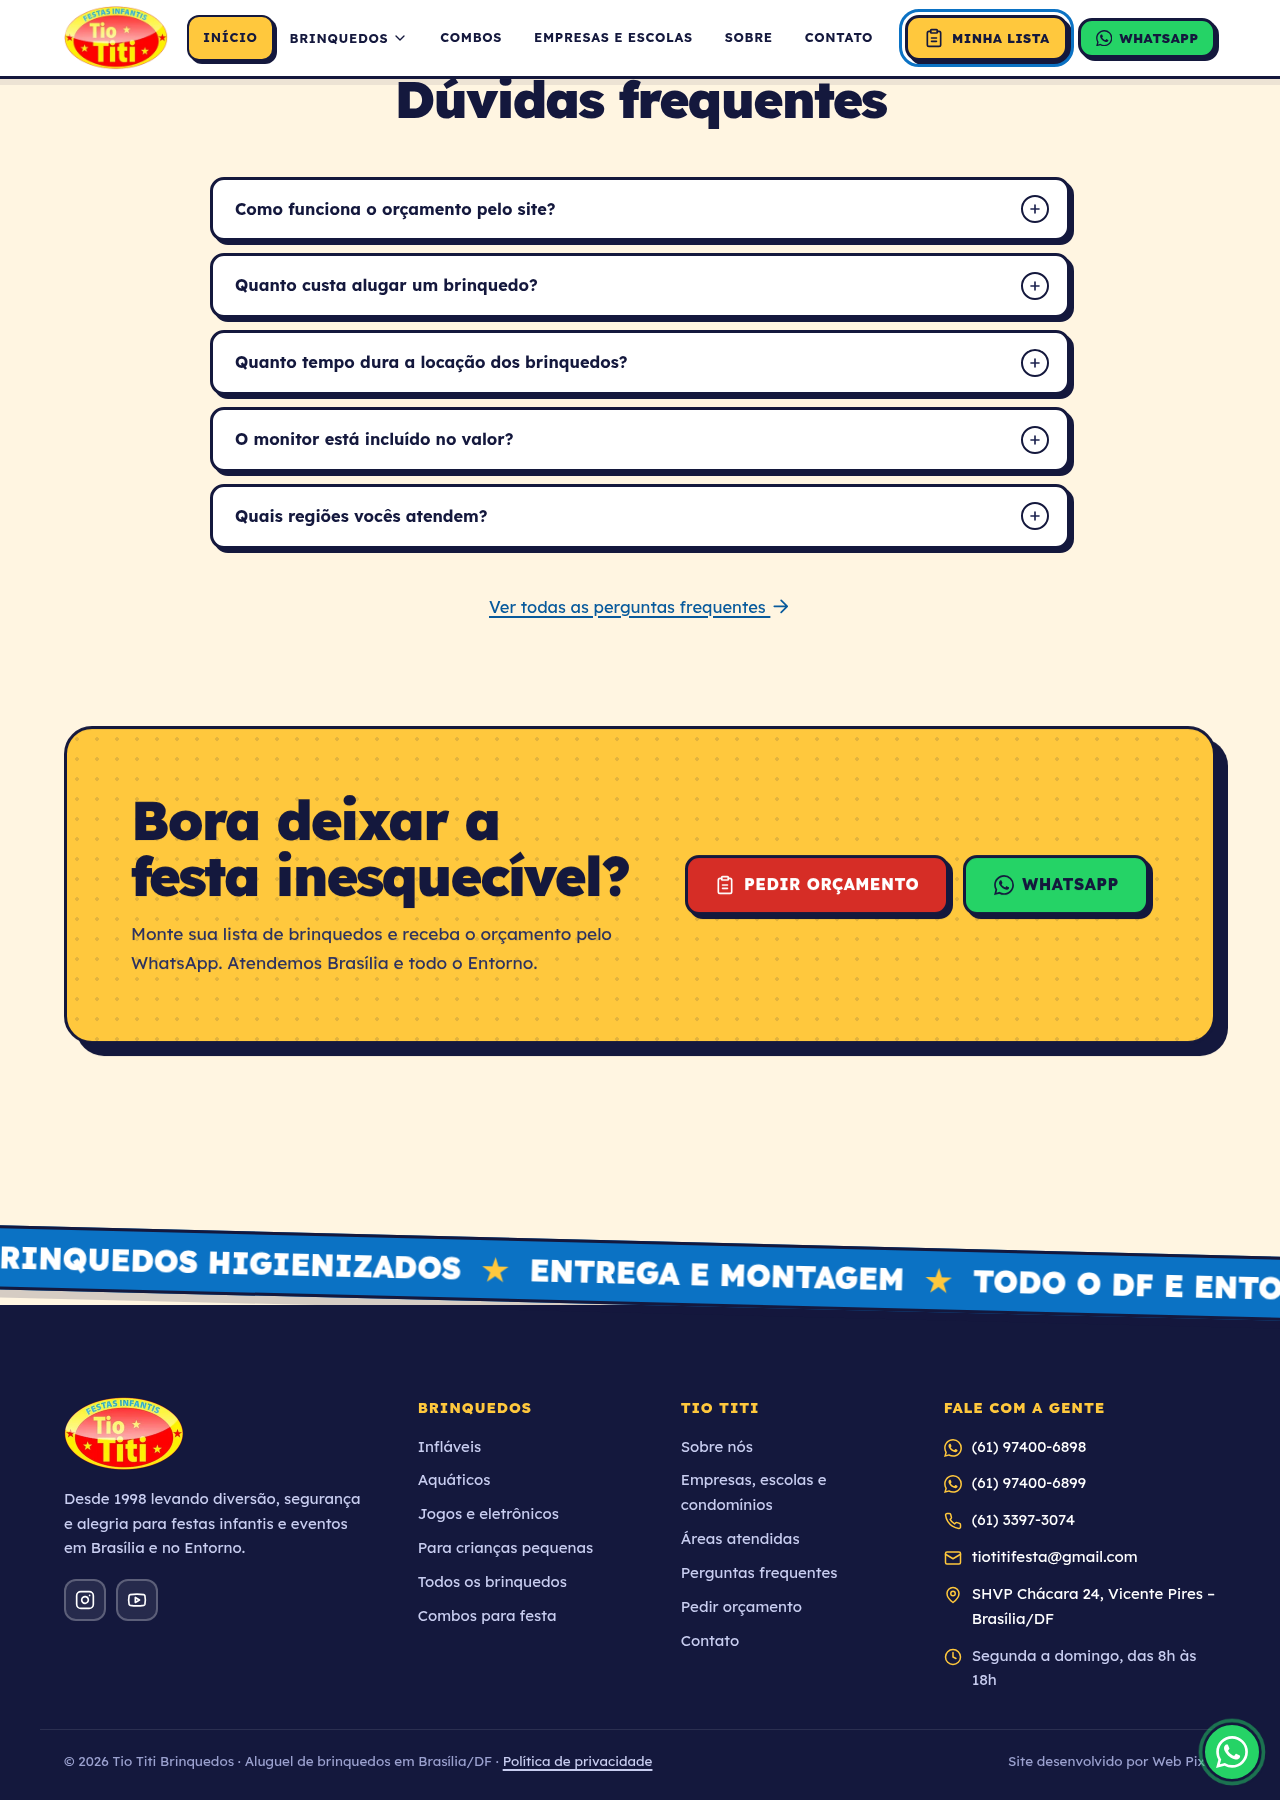 FESTAS INFANTIS
Tio
Titi
INÍCIO
BRINQUEDOS
COMBOS
EMPRESAS E ESCOLAS
SOBRE
CONTATO
MINHA LISTA
WHATSAPP
Dúvidas frequentes
Como funciona o orçamento pelo site?
Quanto custa alugar um brinquedo?
Quanto tempo dura a locação dos brinquedos?
O monitor está incluído no valor?
Quais regiões vocês atendem?
Ver todas as perguntas frequentes
Bora deixar a
festa inesquecível?
Monte sua lista de brinquedos e receba o orçamento pelo
WhatsApp. Atendemos Brasília e todo o Entorno.
PEDIR ORÇAMENTO
WHATSAPP
RINQUEDOS HIGIENIZADOS ★ ENTREGA E MONTAGEM ★ TODO O DF E ENTO
FESTAS INFANTIS
Tio
Titi
Desde 1998 levando diversão, segurança
e alegria para festas infantis e eventos
em Brasília e no Entorno.
BRINQUEDOS
Infláveis
Aquáticos
Jogos e eletrônicos
Para crianças pequenas
Todos os brinquedos
Combos para festa
TIO TITI
Sobre nós
Empresas, escolas e
condomínios
Áreas atendidas
Perguntas frequentes
Pedir orçamento
Contato
FALE COM A GENTE
(61) 97400-6898
(61) 97400-6899
(61) 3397-3074
tiotitifesta@gmail.com
SHVP Chácara 24, Vicente Pires –
Brasília/DF
Segunda a domingo, das 8h às
18h
© 2026 Tio Titi Brinquedos · Aluguel de brinquedos em Brasília/DF · Política de privacidade
Site desenvolvido por Web Pix